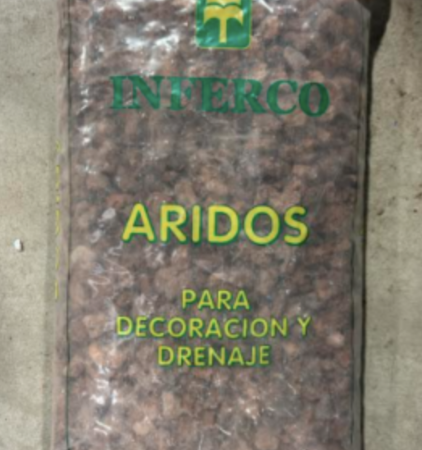 INFERCO
ARIDOS
PARA
DECORACION Y
DRENAJE